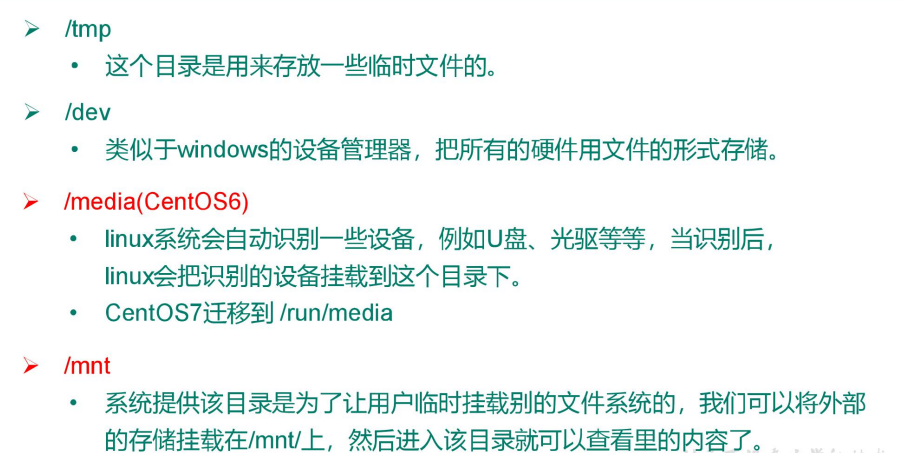 /tmp
这个目录是用来存放一些临时文件的。
/dev
类似于windows的设备管理器，把所有的硬件用文件的形式存储。
/media(CentOS6)
linux系统会自动识别一些设备，例如U盘、光驱等等，当识别后，
linux会把识别的设备挂载到这个目录下。
CentOS7迁移到 /run/media
/mnt
系统提供该目录是为了让用户临时挂载别的文件系统的，我们可以将外部
的存储挂载在/mnt/上，然后进入该目录就可以查看里的内容了。